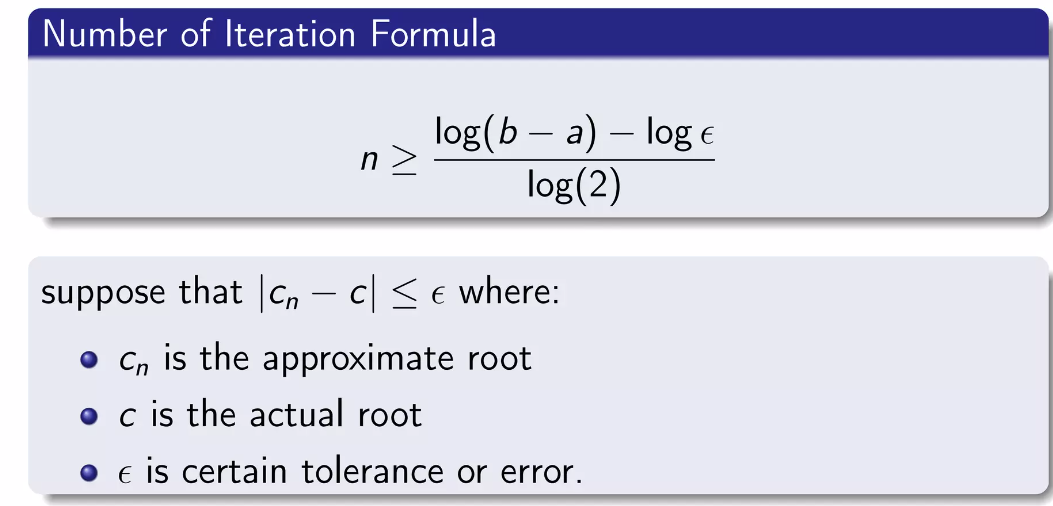 Number of Iteration Formula
n ≥ \frac{log(b − a) − log ϵ}{log(2)}
suppose that |c_n − c| ≤ ϵ where:
c_n is the approximate root
c is the actual root
ϵ is certain tolerance or error.